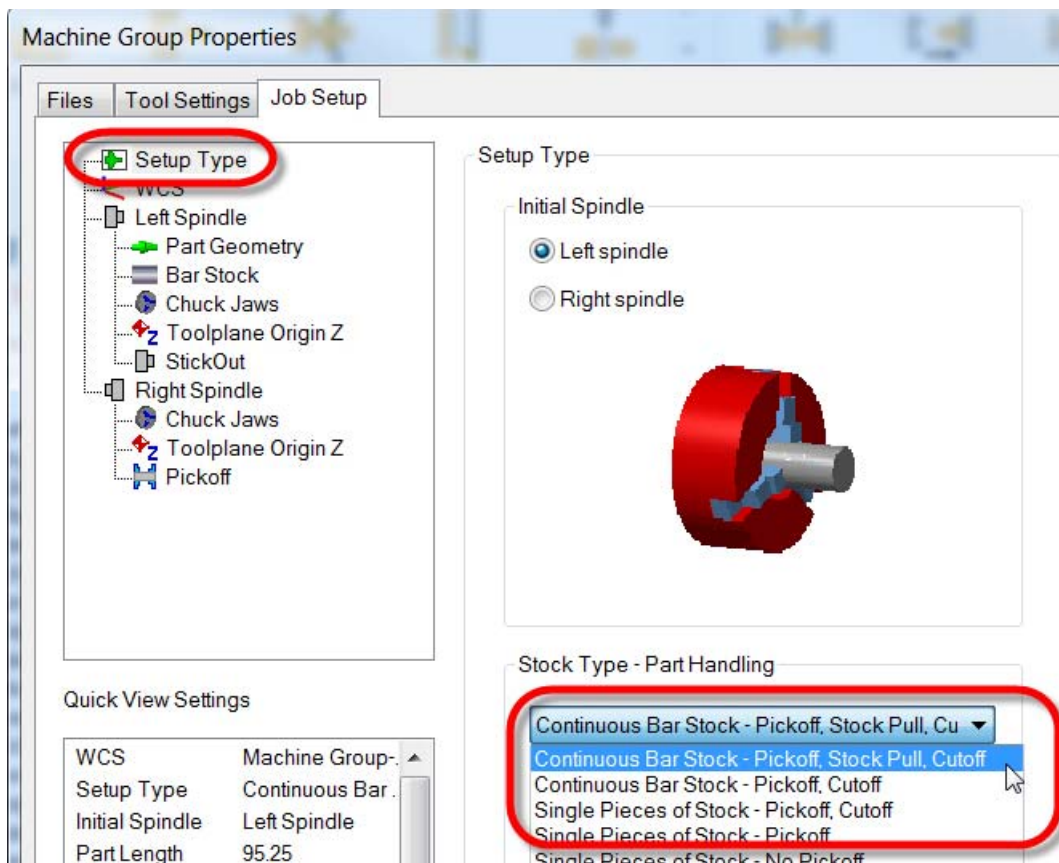 Machine Group Properties
Files
Tool Settings
Job Setup
Setup Type
WCS
Left Spindle
Part Geometry
Bar Stock
Chuck Jaws
Toolplane Origin Z
StickOut
Right Spindle
Chuck Jaws
Toolplane Origin Z
Pickoff
Quick View Settings
WCS Machine Group-.
Setup Type Continuous Bar .
Initial Spindle Left Spindle
Part Length 95.25
Setup Type
Initial Spindle
Left spindle
Right spindle
Stock Type - Part Handling
Continuous Bar Stock - Pickoff, Stock Pull, Cu
Continuous Bar Stock - Pickoff, Stock Pull, Cutoff
Continuous Bar Stock - Pickoff, Cutoff
Single Pieces of Stock - Pickoff, Cutoff
Single Pieces of Stock - Pickoff
Single Pieces of Stock - No Pickoff